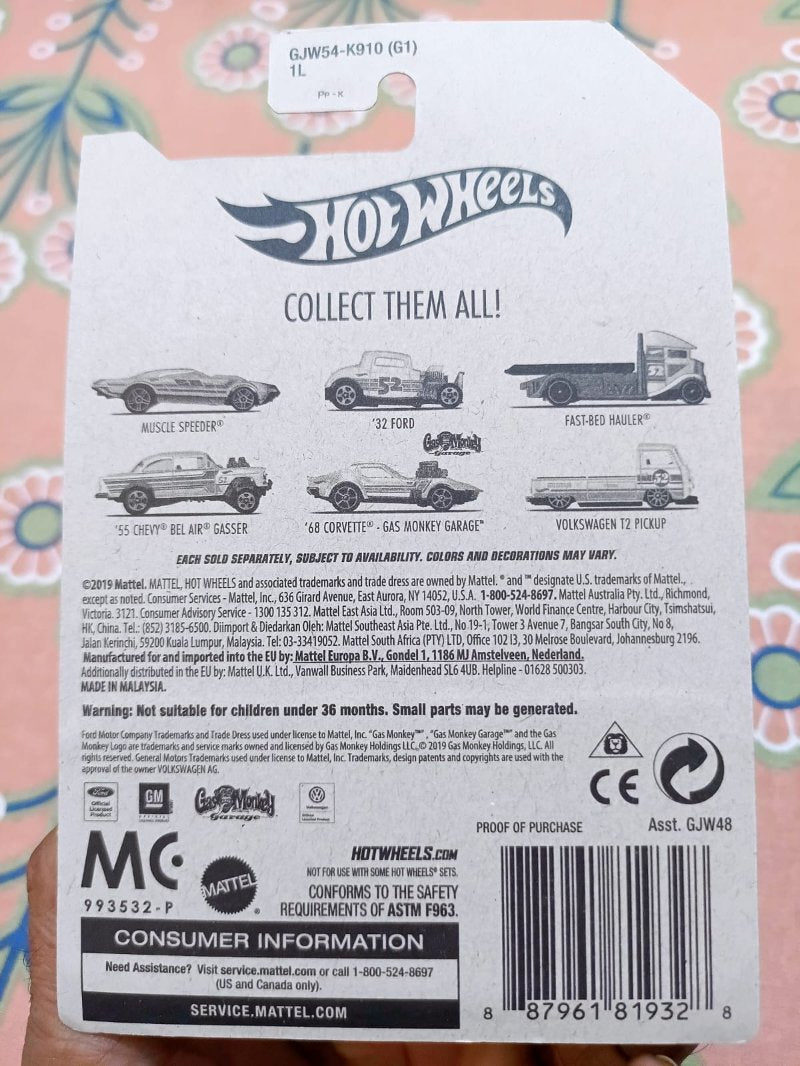 GJW54-K910 (G1)
1L
PP-K
HOT WHEELS
COLLECT THEM ALL!
52
52
MUSCLE SPEEDER®
'32 FORD
FAST-BED HAULER®
Gas Monkey
garage
52
52
'55 CHEVY® BEL AIR® GASSER
'68 CORVETTE® - GAS MONKEY GARAGE™
VOLKSWAGEN T2 PICKUP
EACH SOLD SEPARATELY, SUBJECT TO AVAILABILITY. COLORS AND DECORATIONS MAY VARY.
©2019 Mattel. MATTEL, HOT WHEELS and associated trademarks and trade dress are owned by Mattel. ® and ™ designate U.S. trademarks of Mattel.,
except as noted. Consumer Services - Mattel, Inc., 636 Girard Avenue, East Aurora, NY 14052, U.S.A. 1-800-524-8697. Mattel Australia Pty. Ltd., Richmond,
Victoria. 3121. Consumer Advisory Service - 1300 135 312. Mattel East Asia Ltd., Room 503-09, North Tower, World Finance Centre, Harbour City, Tsimshatsui,
HK, China. Tel.: (852) 3185-6500. Diimport & Diedarkan Oleh: Mattel Southeast Asia Pte. Ltd., No 19-1, Tower 3 Avenue 7, Bangsar South City, No 8,
Jalan Kerinchi, 59200 Kuala Lumpur, Malaysia. Tel: 03-33419052. Mattel South Africa (PTY) LTD, Office 102 I3, 30 Melrose Boulevard, Johannesburg 2196.
Manufactured for and imported into the EU by: Mattel Europa B.V., Gondel 1, 1186 MJ Amstelveen, Nederland.
Additionally distributed in the EU by: Mattel U.K. Ltd., Vanwall Business Park, Maidenhead SL6 4UB. Helpline - 01628 500303.
MADE IN MALAYSIA.
Warning: Not suitable for children under 36 months. Small parts may be generated.
Ford Motor Company Trademarks and Trade Dress used under license to Mattel, Inc. "Gas Monkey™", "Gas Monkey Garage™" and the Gas
Monkey Logo are trademarks and service marks owned and licensed by Gas Monkey Holdings LLC,© 2019 Gas Monkey Holdings, LLC. All
rights reserved. General Motors Trademarks used under license to Mattel, Inc. Trademarks, design patents and copyrights are used with the
approval of the owner VOLKSWAGEN AG.
Ford
Official
Licensed
Product
GM
Gas Monkey
garage
Volkswagen
CE
PROOF OF PURCHASE
Asst. GJW48
MC
993532-P
MATTEL
HOTWHEELS.COM
NOT FOR USE WITH SOME HOT WHEELS® SETS.
CONFORMS TO THE SAFETY
REQUIREMENTS OF ASTM F963.
CONSUMER INFORMATION
Need Assistance? Visit service.mattel.com or call 1-800-524-8697
(US and Canada only).
SERVICE.MATTEL.COM
8 87961 81932 8